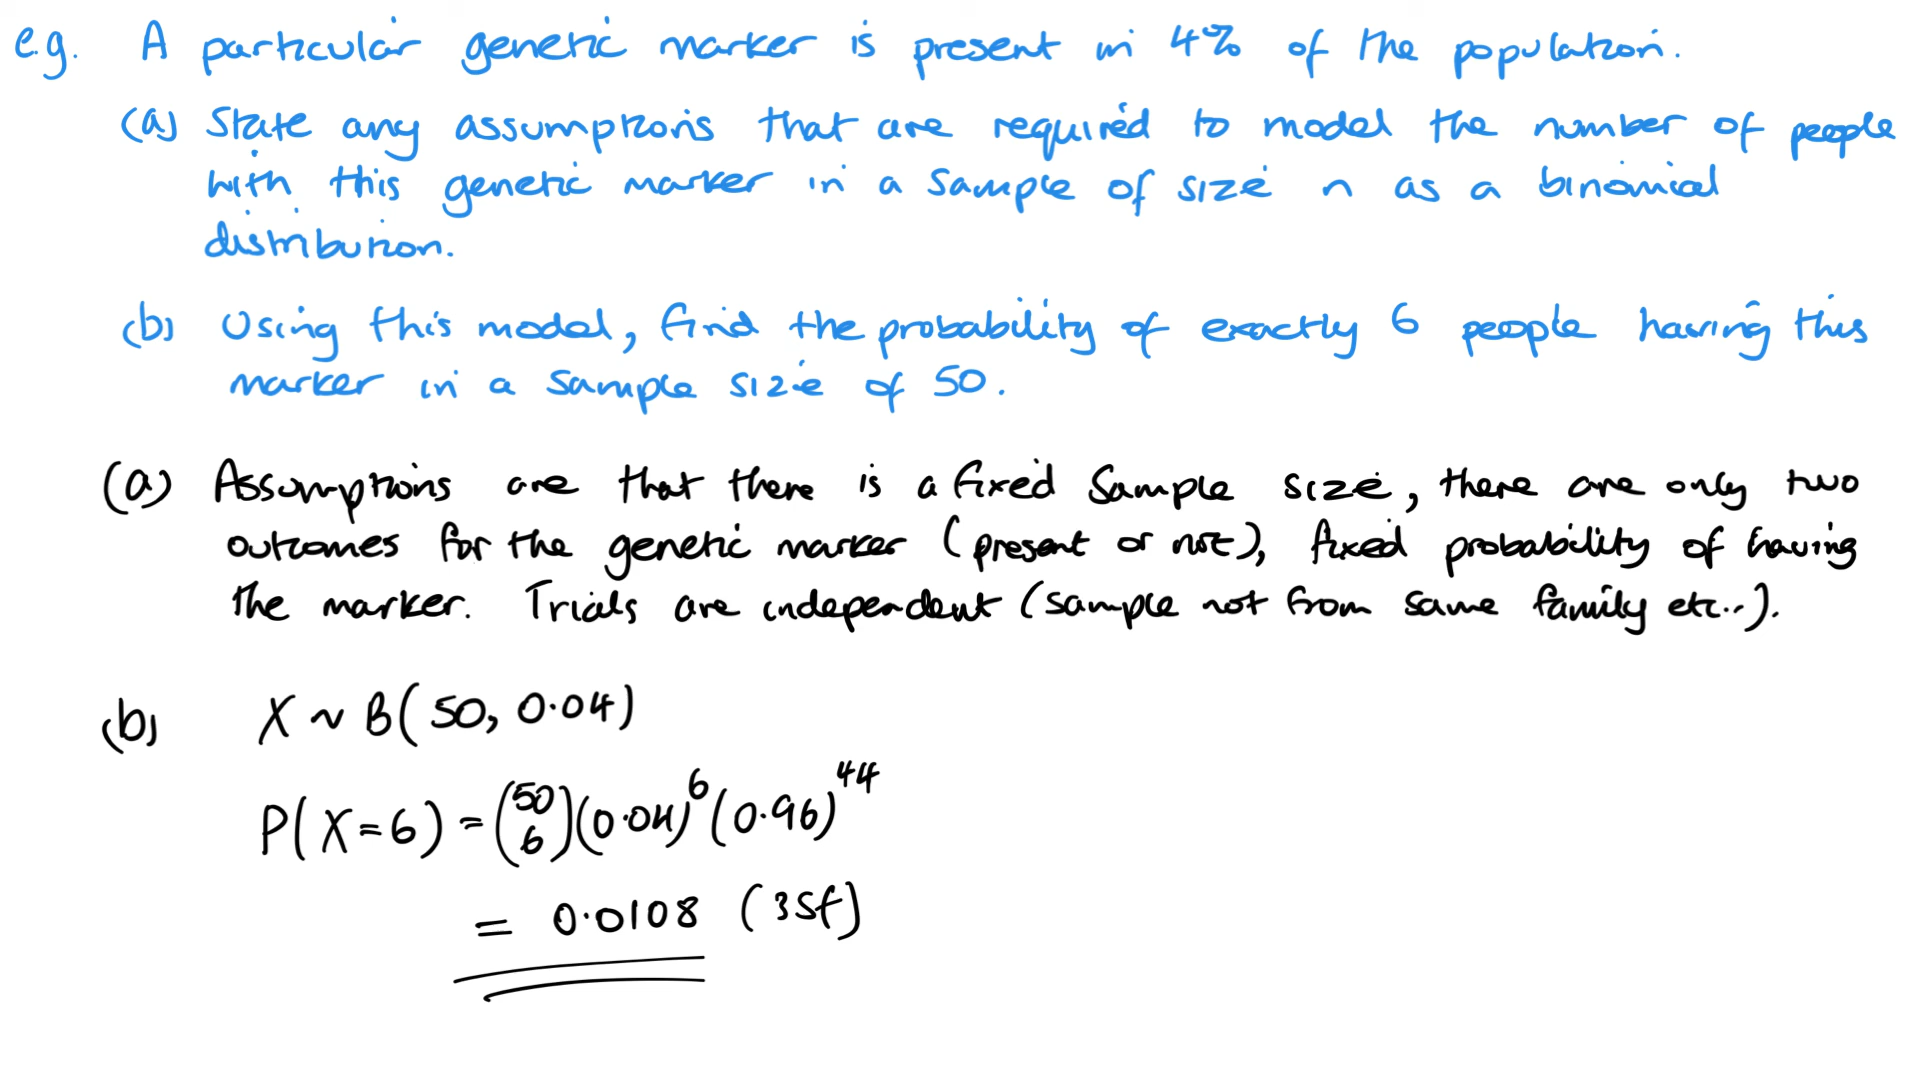 e.g. A particular genetic marker is present in 4% of the population.
(a) State any assumptions that are required to model the number of people
with this genetic marker in a sample of size n as a binomial
distribution.
(b) Using this model, find the probability of exactly 6 people having this
marker in a sample size of 50.
(a) Assumptions are that there is a fixed sample size, there are only two
outcomes for the genetic marker (present or not), fixed probability of having
the marker. Trials are independent (sample not from same family etc..).
(b) X ~ B(50, 0.04)
P(X=6) = (50 6)(0.04)^6 (0.96)^44
= 0.0108 (3sf)